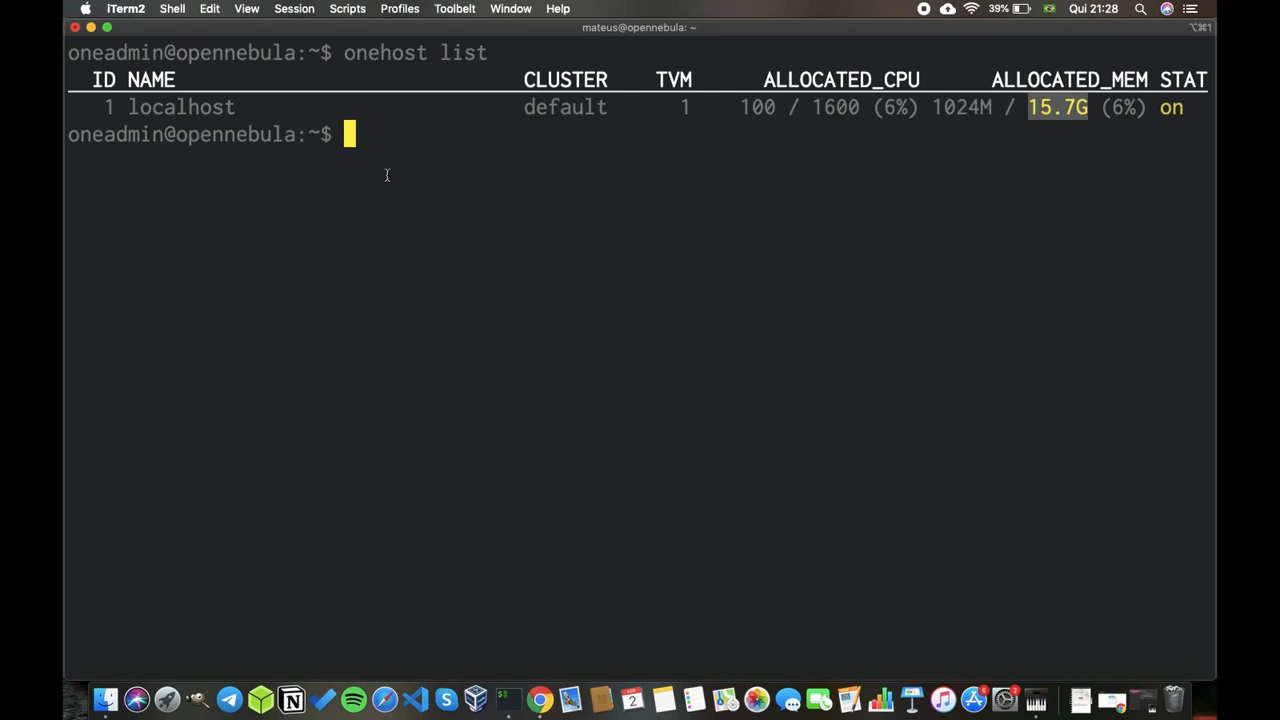 iTerm2 Shell Edit View Session Scripts Profiles Toolbelt Window Help 39% Qui 21:28
mateus@opennebula: ~ ⌥⌘1
oneadmin@opennebula:~$ onehost list
ID NAME CLUSTER TVM ALLOCATED_CPU ALLOCATED_MEM STAT
1 localhost default 1 100 / 1600 (6%) 1024M / 15.7G (6%) on
oneadmin@opennebula:~$